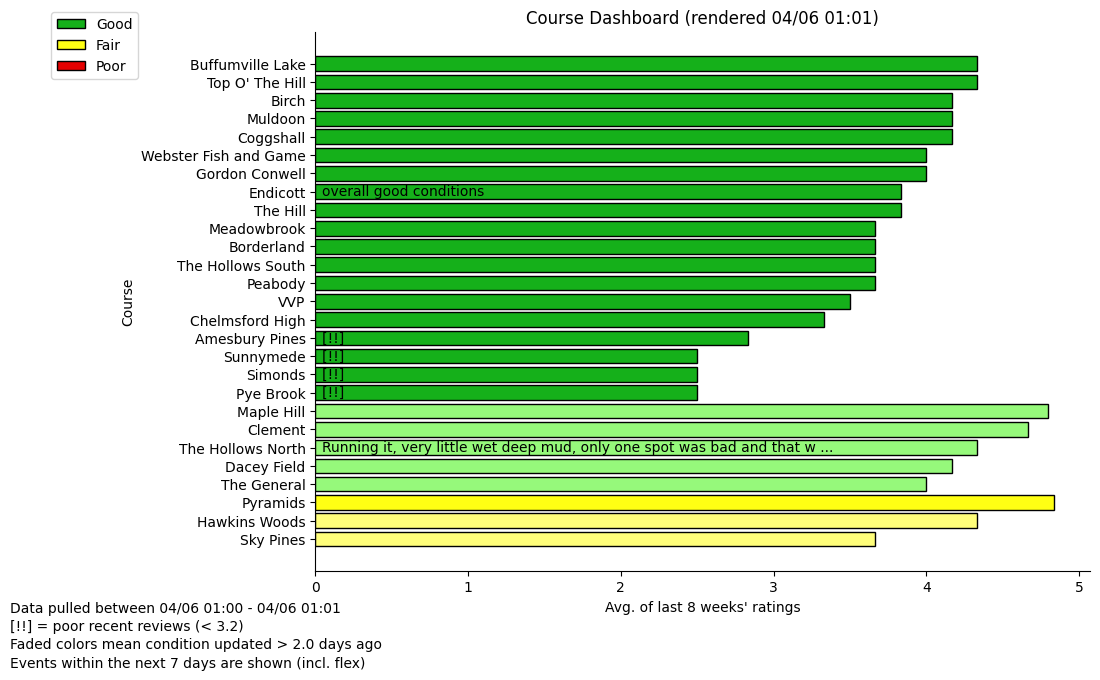 Course Dashboard (rendered 04/06 01:01)
Good
Fair
Poor
Course
Buffumville Lake
Top O' The Hill
Birch
Muldoon
Coggshall
Webster Fish and Game
Gordon Conwell
Endicott overall good conditions
The Hill
Meadowbrook
Borderland
The Hollows South
Peabody
VVP
Chelmsford High
Amesbury Pines [!!]
Sunnymede [!!]
Simonds [!!]
Pye Brook [!!]
Maple Hill
Clement
The Hollows North Running it, very little wet deep mud, only one spot was bad and that w ...
Dacey Field
The General
Pyramids
Hawkins Woods
Sky Pines
0 1 2 3 4 5
Avg. of last 8 weeks' ratings
Data pulled between 04/06 01:00 - 04/06 01:01
[!!] = poor recent reviews (< 3.2)
Faded colors mean condition updated > 2.0 days ago
Events within the next 7 days are shown (incl. flex)